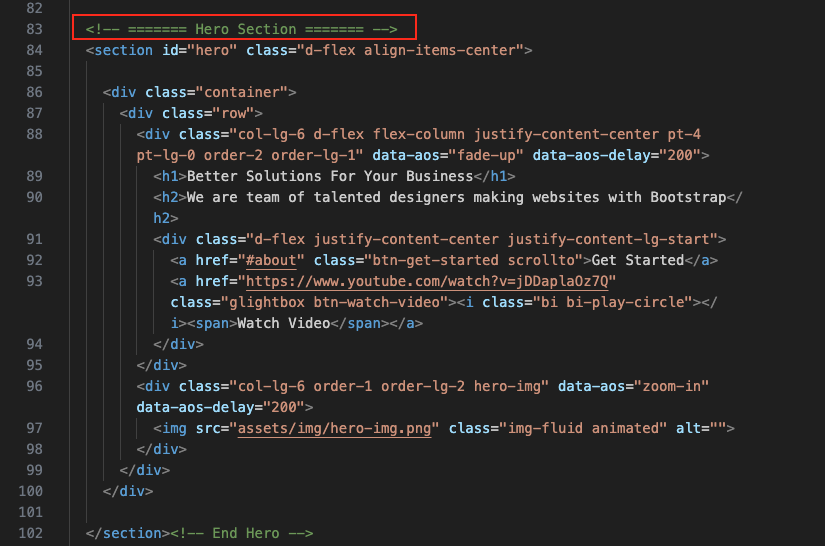 82
83 <!-- ======= Hero Section ======= -->
84 <section id="hero" class="d-flex align-items-center">
85
86 <div class="container">
87 <div class="row">
88 <div class="col-lg-6 d-flex flex-column justify-content-center pt-4
pt-lg-0 order-2 order-lg-1" data-aos="fade-up" data-aos-delay="200">
89 <h1>Better Solutions For Your Business</h1>
90 <h2>We are team of talented designers making websites with Bootstrap</
h2>
91 <div class="d-flex justify-content-center justify-content-lg-start">
92 <a href="#about" class="btn-get-started scrollto">Get Started</a>
93 <a href="https://www.youtube.com/watch?v=jDDaplaOz7Q"
class="glightbox btn-watch-video"><i class="bi bi-play-circle"></
i><span>Watch Video</span></a>
94 </div>
95 </div>
96 <div class="col-lg-6 order-1 order-lg-2 hero-img" data-aos="zoom-in"
data-aos-delay="200">
97 <img src="assets/img/hero-img.png" class="img-fluid animated" alt="">
98 </div>
99 </div>
100 </div>
101
102 </section><!-- End Hero -->